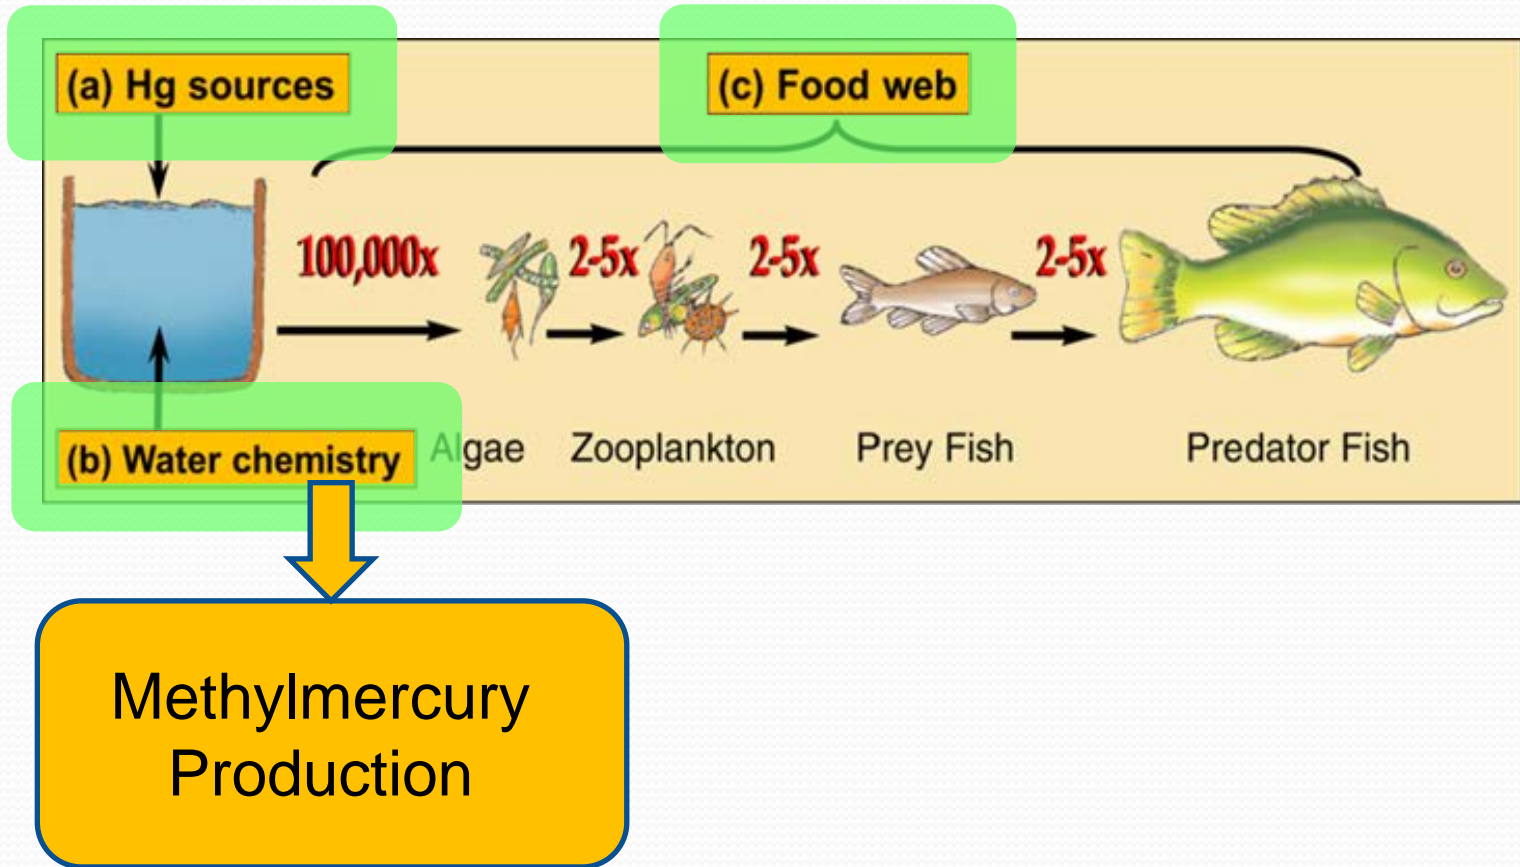 (a) Hg sources
(c) Food web
100,000x
2-5x
2-5x
2-5x
(b) Water chemistry
Algae
Zooplankton
Prey Fish
Predator Fish
Methylmercury
Production